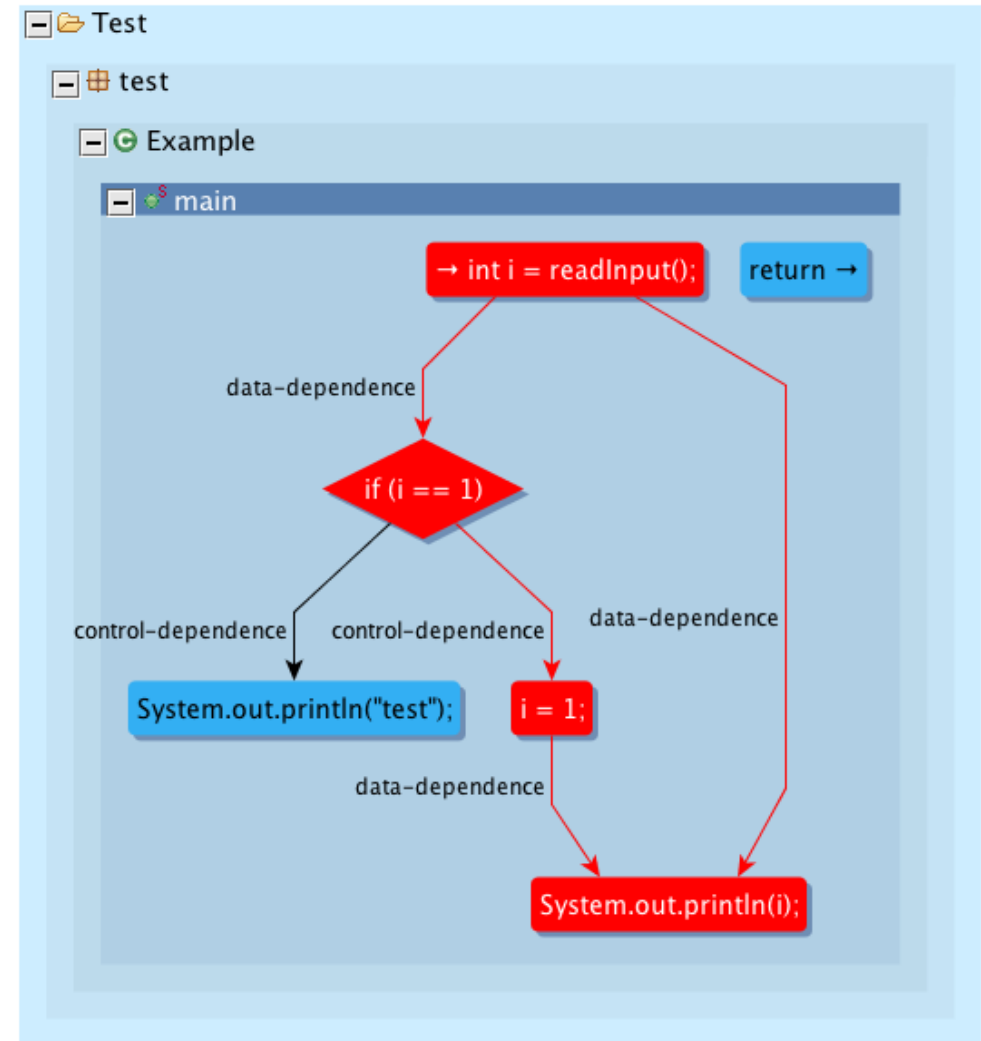 Test
test
Example
main
→ int i = readInput();
return →
data-dependence
if (i == 1)
data-dependence
control-dependence
control-dependence
System.out.println("test");
i = 1;
data-dependence
System.out.println(i);